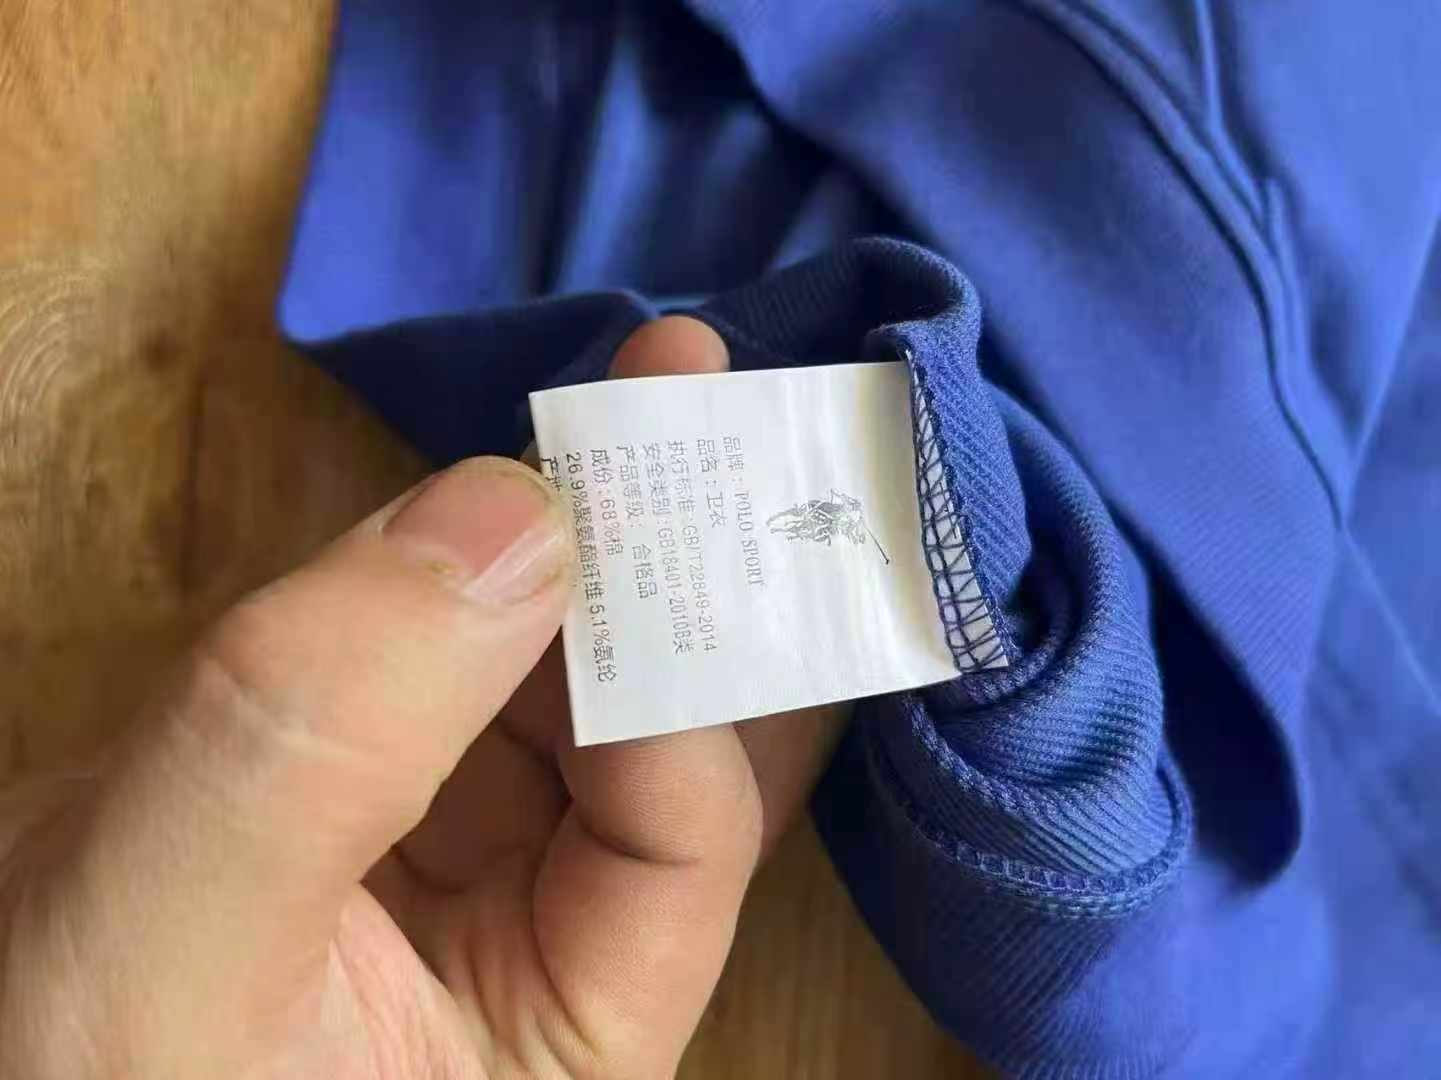 品牌：POLO SPORT
品名：卫衣
执行标准：GB/T22849-2014
安全类别：GB18401-2010B类
产品等级： 合格品
成份：68%棉
26.9%聚氨酯纤维 5.1%氨纶